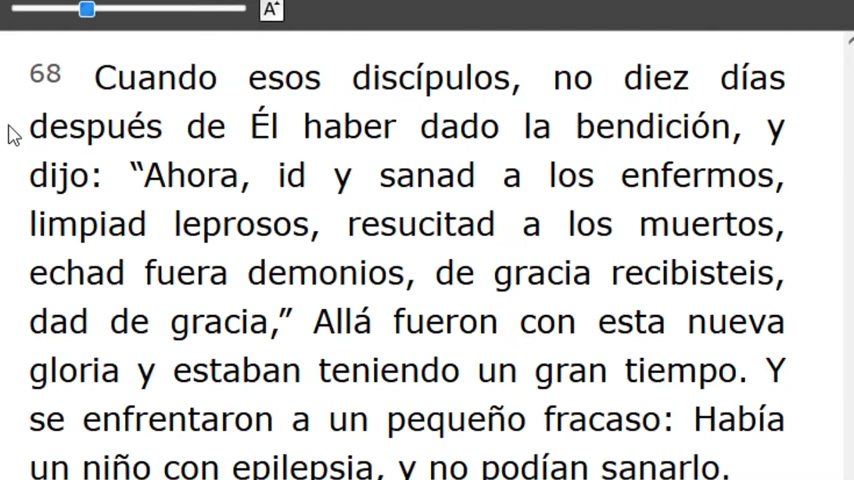 A
68 Cuando esos discípulos, no diez días
después de Él haber dado la bendición, y
dijo: “Ahora, id y sanad a los enfermos,
limpiad leprosos, resucitad a los muertos,
echad fuera demonios, de gracia recibisteis,
dad de gracia,” Allá fueron con esta nueva
gloria y estaban teniendo un gran tiempo. Y
se enfrentaron a un pequeño fracaso: Había
un niño con epilepsia, y no podían sanarlo.